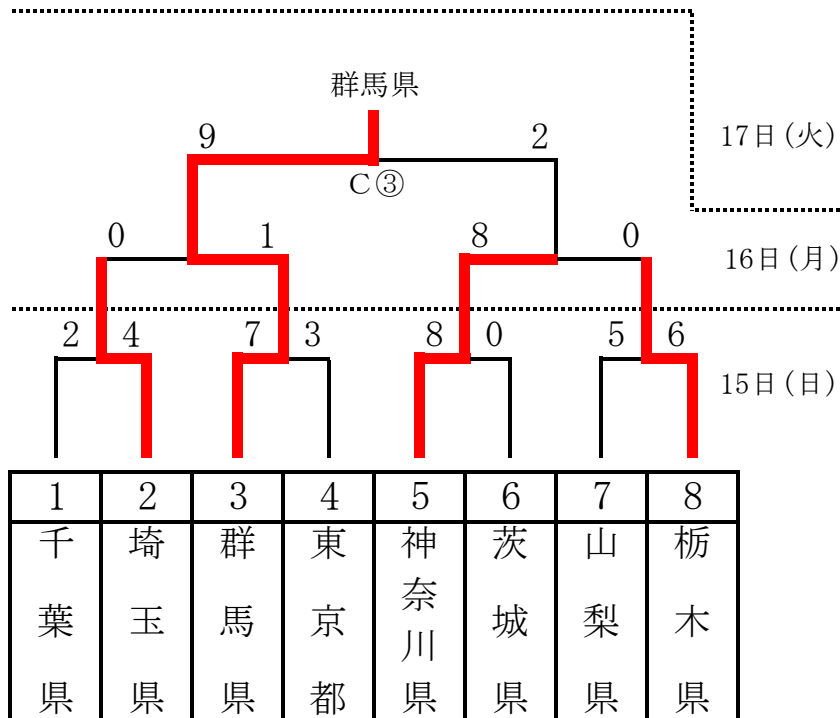 群馬県
9 2
17日(火)
C③
0 1 8 0
16日(月)
2 4 7 3 8 0 5 6
15日(日)
1 2 3 4 5 6 7 8
千葉県
埼玉県
群馬県
東京都
神奈川県
茨城県
山梨県
栃木県